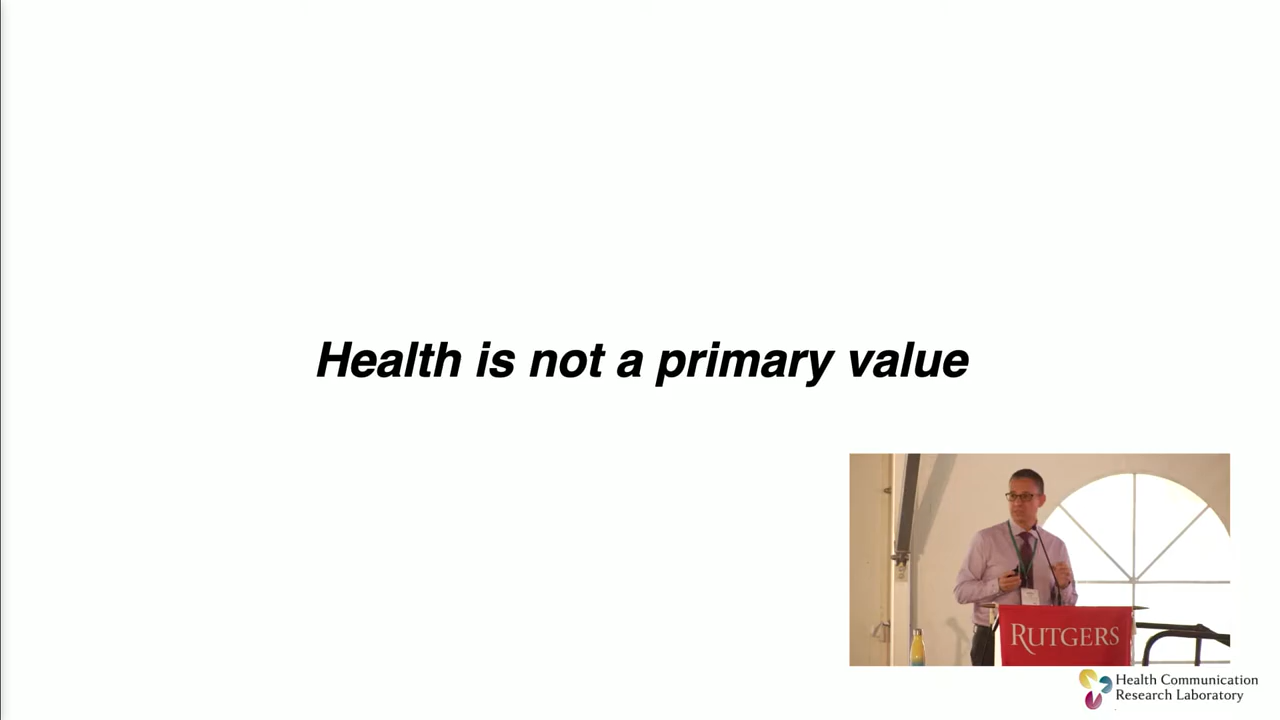 Health is not a primary value
RUTGERS
Health Communication
Research Laboratory